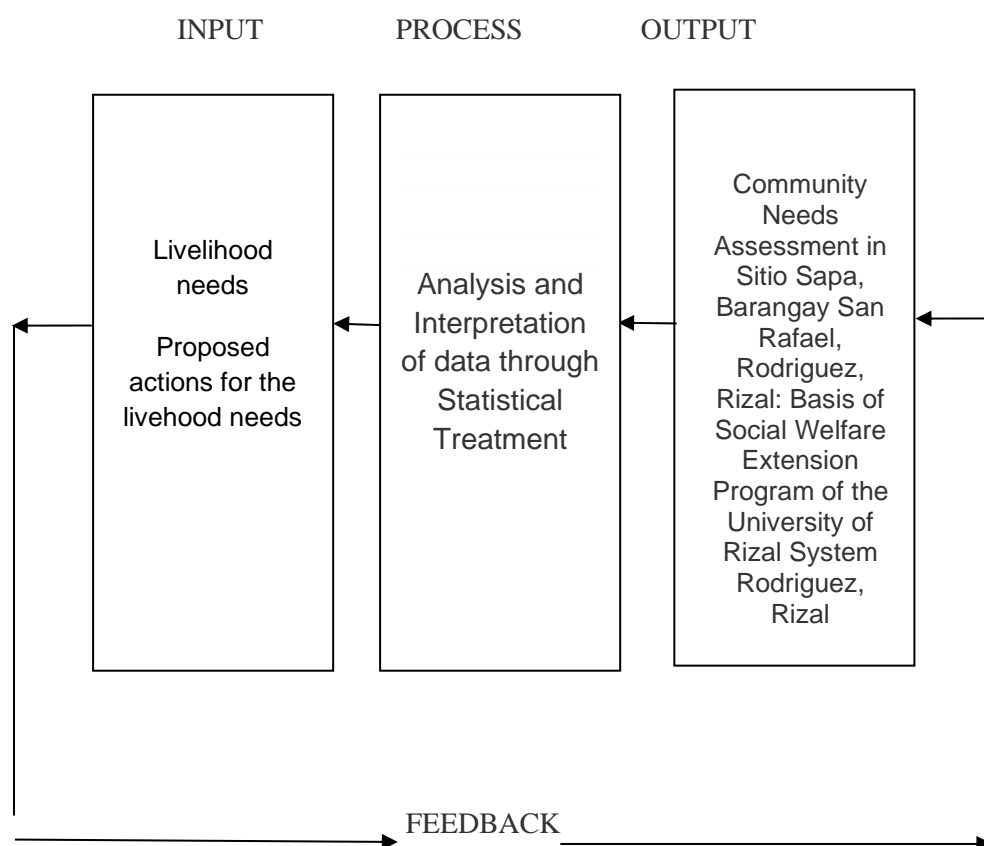 INPUT PROCESS OUTPUT
Livelihood
needs
Proposed
actions for the
livehood needs
Analysis and
Interpretation
of data through
Statistical
Treatment
Community
Needs
Assessment in
Sitio Sapa,
Barangay San
Rafael,
Rodriguez,
Rizal: Basis of
Social Welfare
Extension
Program of the
University of
Rizal System
Rodriguez,
Rizal
FEEDBACK